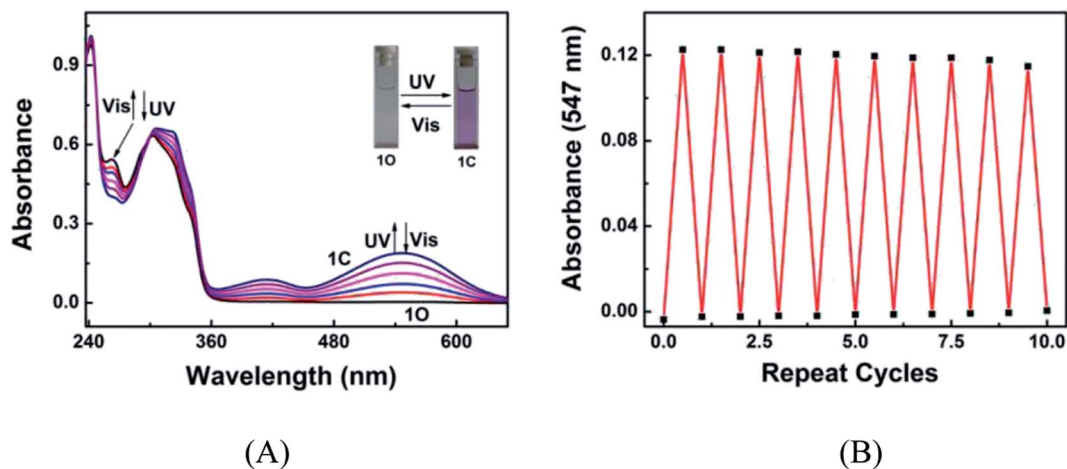 Absorbance
0.9
0.6
0.3
0.0
240
360
480
600
Wavelength (nm)
Vis
UV
UV
Vis
1O
1C
1C
UV
Vis
1O
(A)
Absorbance (547 nm)
0.12
0.08
0.04
0.00
0.0
2.5
5.0
7.5
10.0
Repeat Cycles
(B)